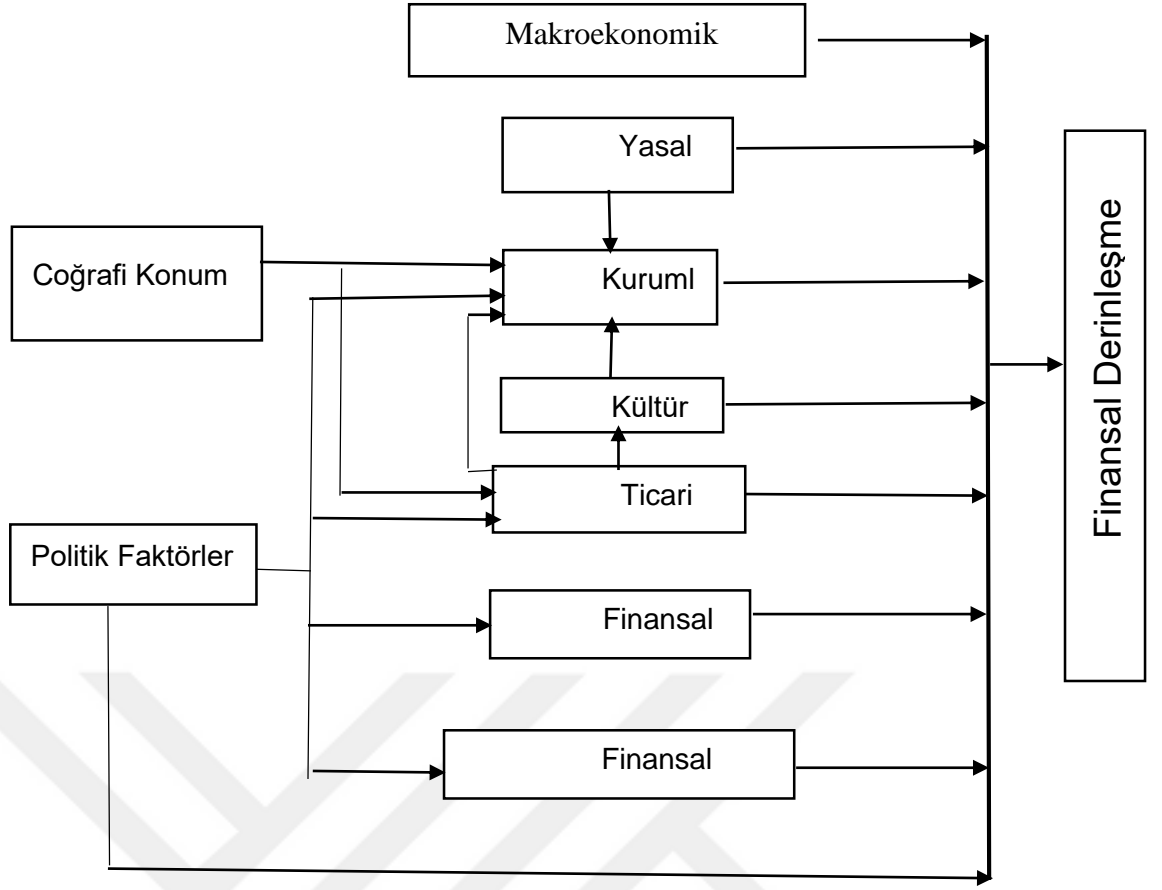 Makroekonomik
Yasal
Coğrafi Konum
Kuruml
Kültür
Ticari
Politik Faktörler
Finansal
Finansal
Finansal Derinleşme